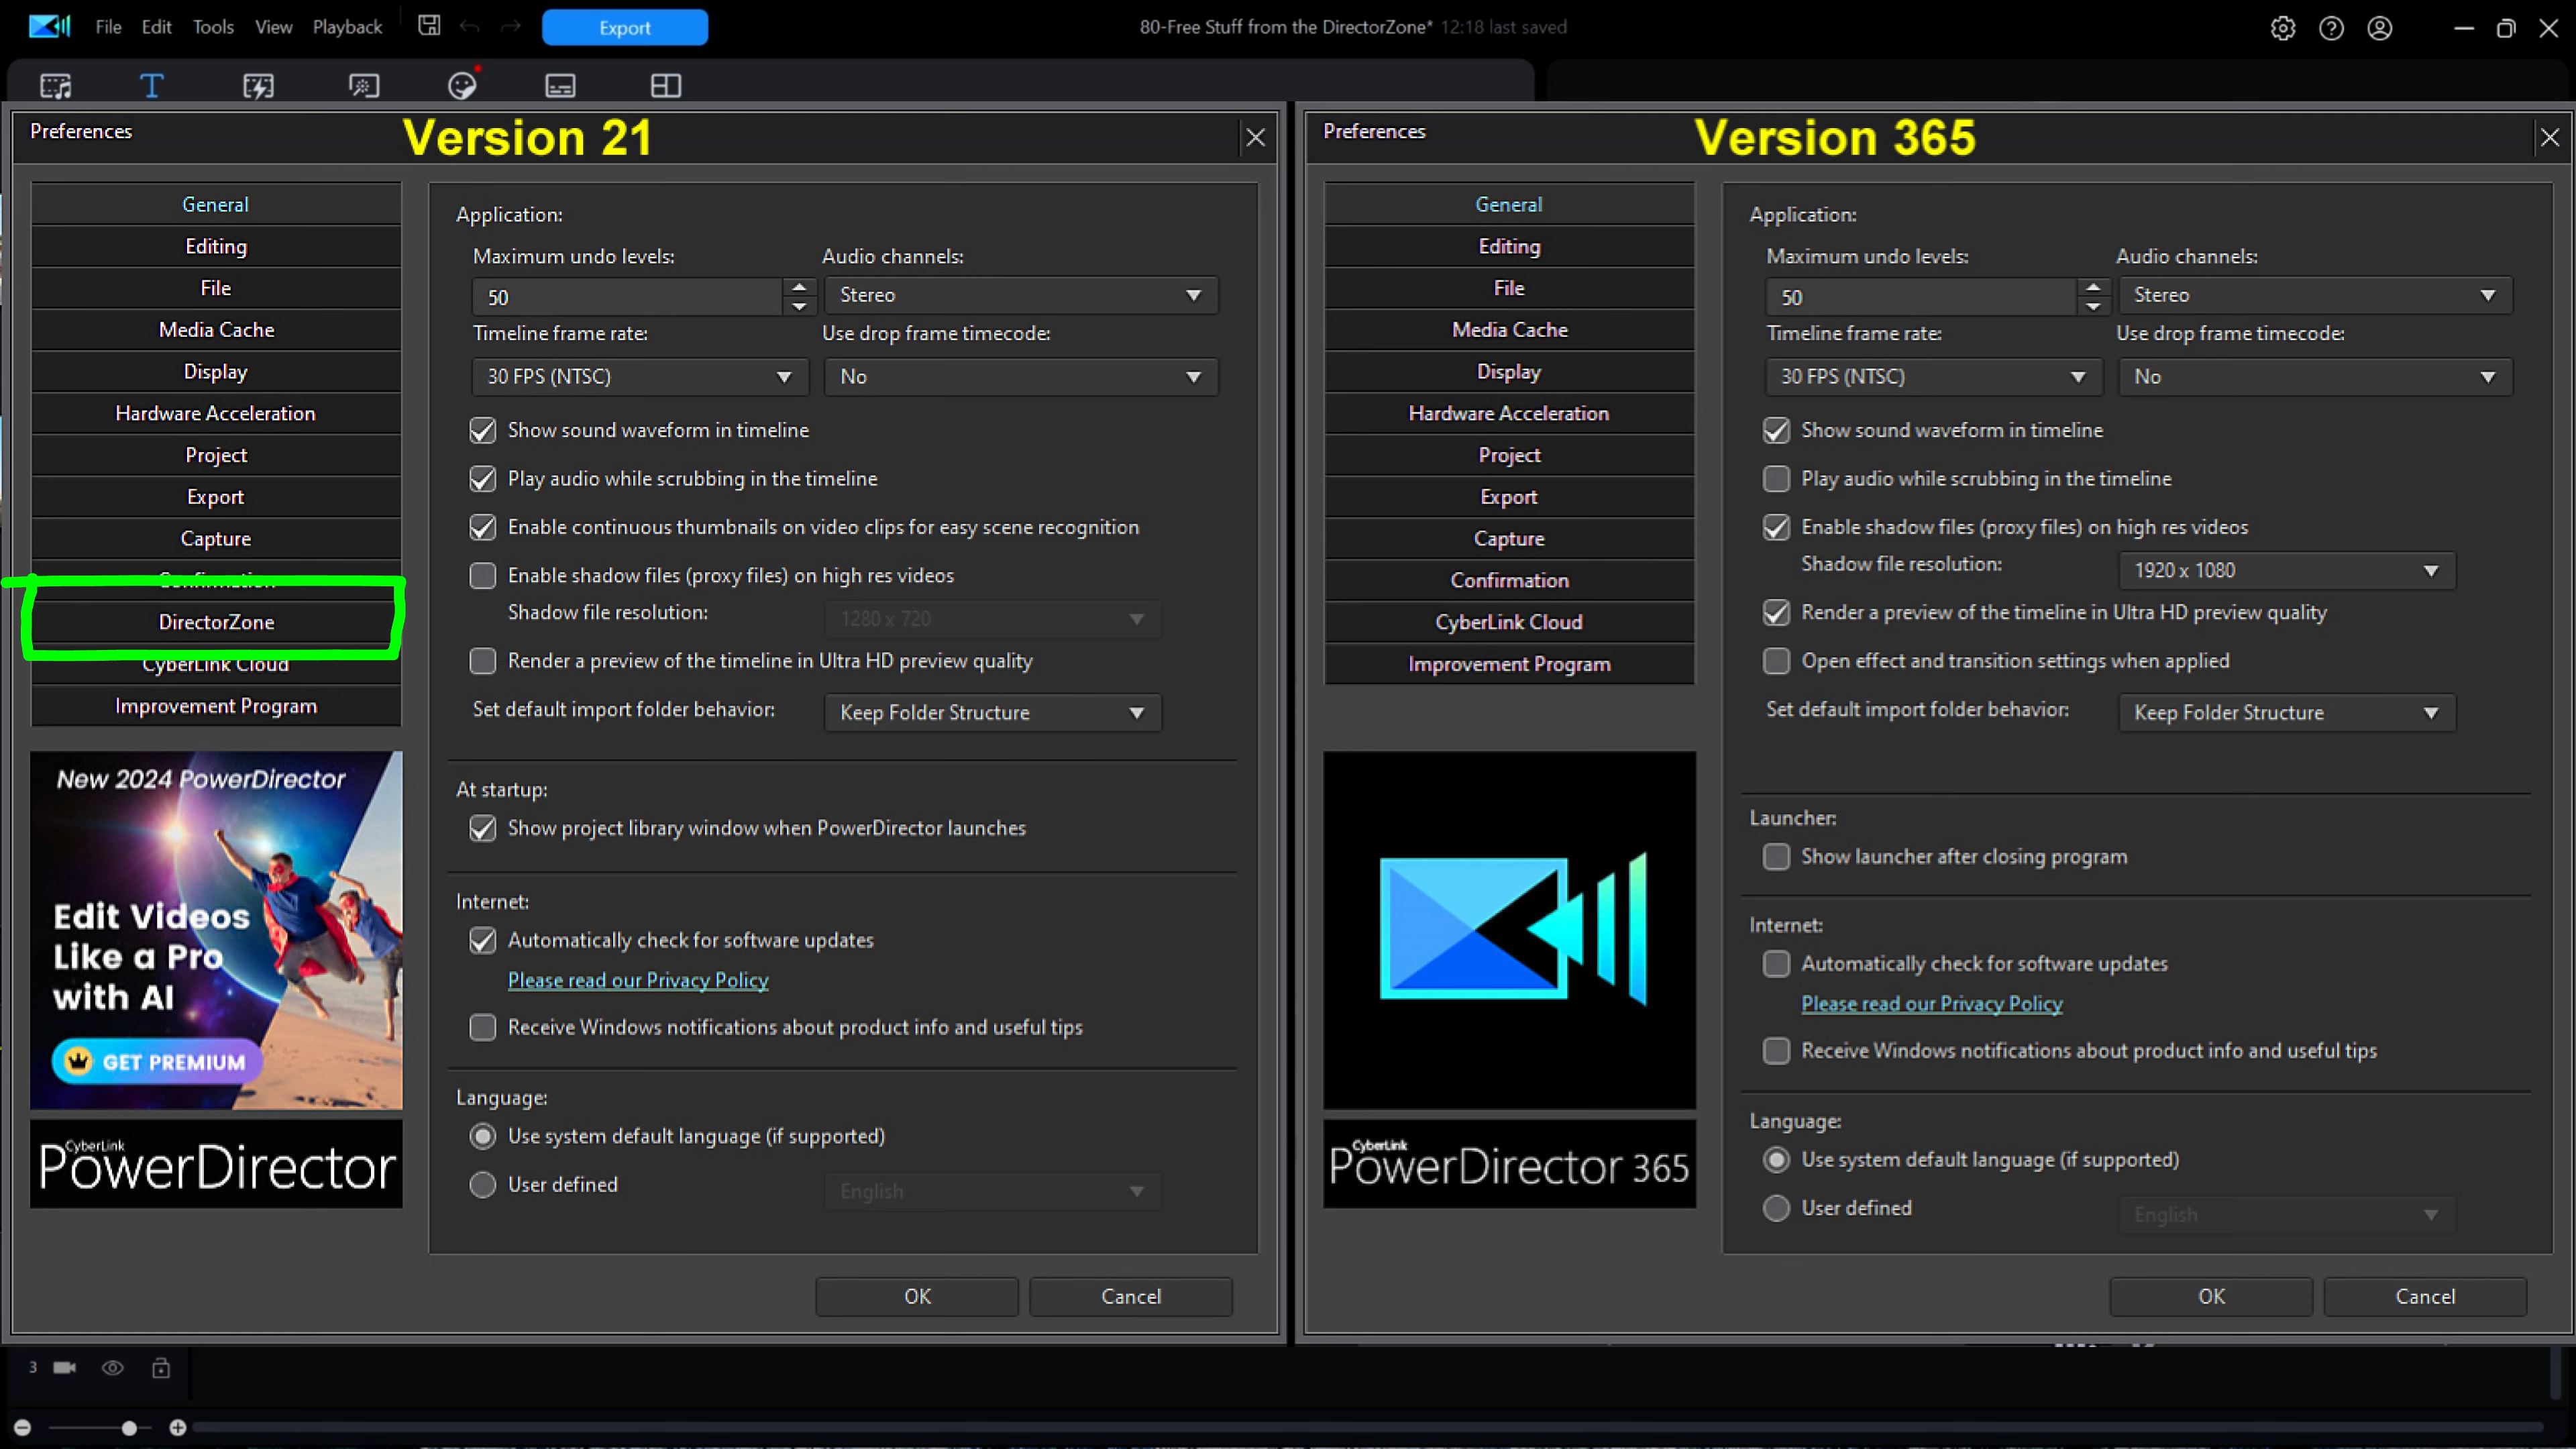 File Edit Tools View Playback Export 80-Free Stuff from the DirectorZone* 12:18 last saved
Preferences Version 21
General
Editing
File
Media Cache
Display
Hardware Acceleration
Project
Export
Capture
Confirmation
DirectorZone
CyberLink Cloud
Improvement Program
New 2024 PowerDirector
Edit Videos
Like a Pro
with AI
GET PREMIUM
CyberLink
PowerDirector
Application:
Maximum undo levels: Audio channels:
50 Stereo
Timeline frame rate: Use drop frame timecode:
30 FPS (NTSC) No
Show sound waveform in timeline
Play audio while scrubbing in the timeline
Enable continuous thumbnails on video clips for easy scene recognition
Enable shadow files (proxy files) on high res videos
Shadow file resolution: 1280 x 720
Render a preview of the timeline in Ultra HD preview quality
Set default import folder behavior: Keep Folder Structure
At startup:
Show project library window when PowerDirector launches
Internet:
Automatically check for software updates
Please read our Privacy Policy
Receive Windows notifications about product info and useful tips
Language:
Use system default language (if supported)
User defined English
OK Cancel
Preferences Version 365
General
Editing
File
Media Cache
Display
Hardware Acceleration
Project
Export
Capture
Confirmation
CyberLink Cloud
Improvement Program
CyberLink
PowerDirector 365
Application:
Maximum undo levels: Audio channels:
50 Stereo
Timeline frame rate: Use drop frame timecode:
30 FPS (NTSC) No
Show sound waveform in timeline
Play audio while scrubbing in the timeline
Enable shadow files (proxy files) on high res videos
Shadow file resolution: 1920 x 1080
Render a preview of the timeline in Ultra HD preview quality
Open effect and transition settings when applied
Set default import folder behavior: Keep Folder Structure
Launcher:
Show launcher after closing program
Internet:
Automatically check for software updates
Please read our Privacy Policy
Receive Windows notifications about product info and useful tips
Language:
Use system default language (if supported)
User defined English
OK Cancel
3